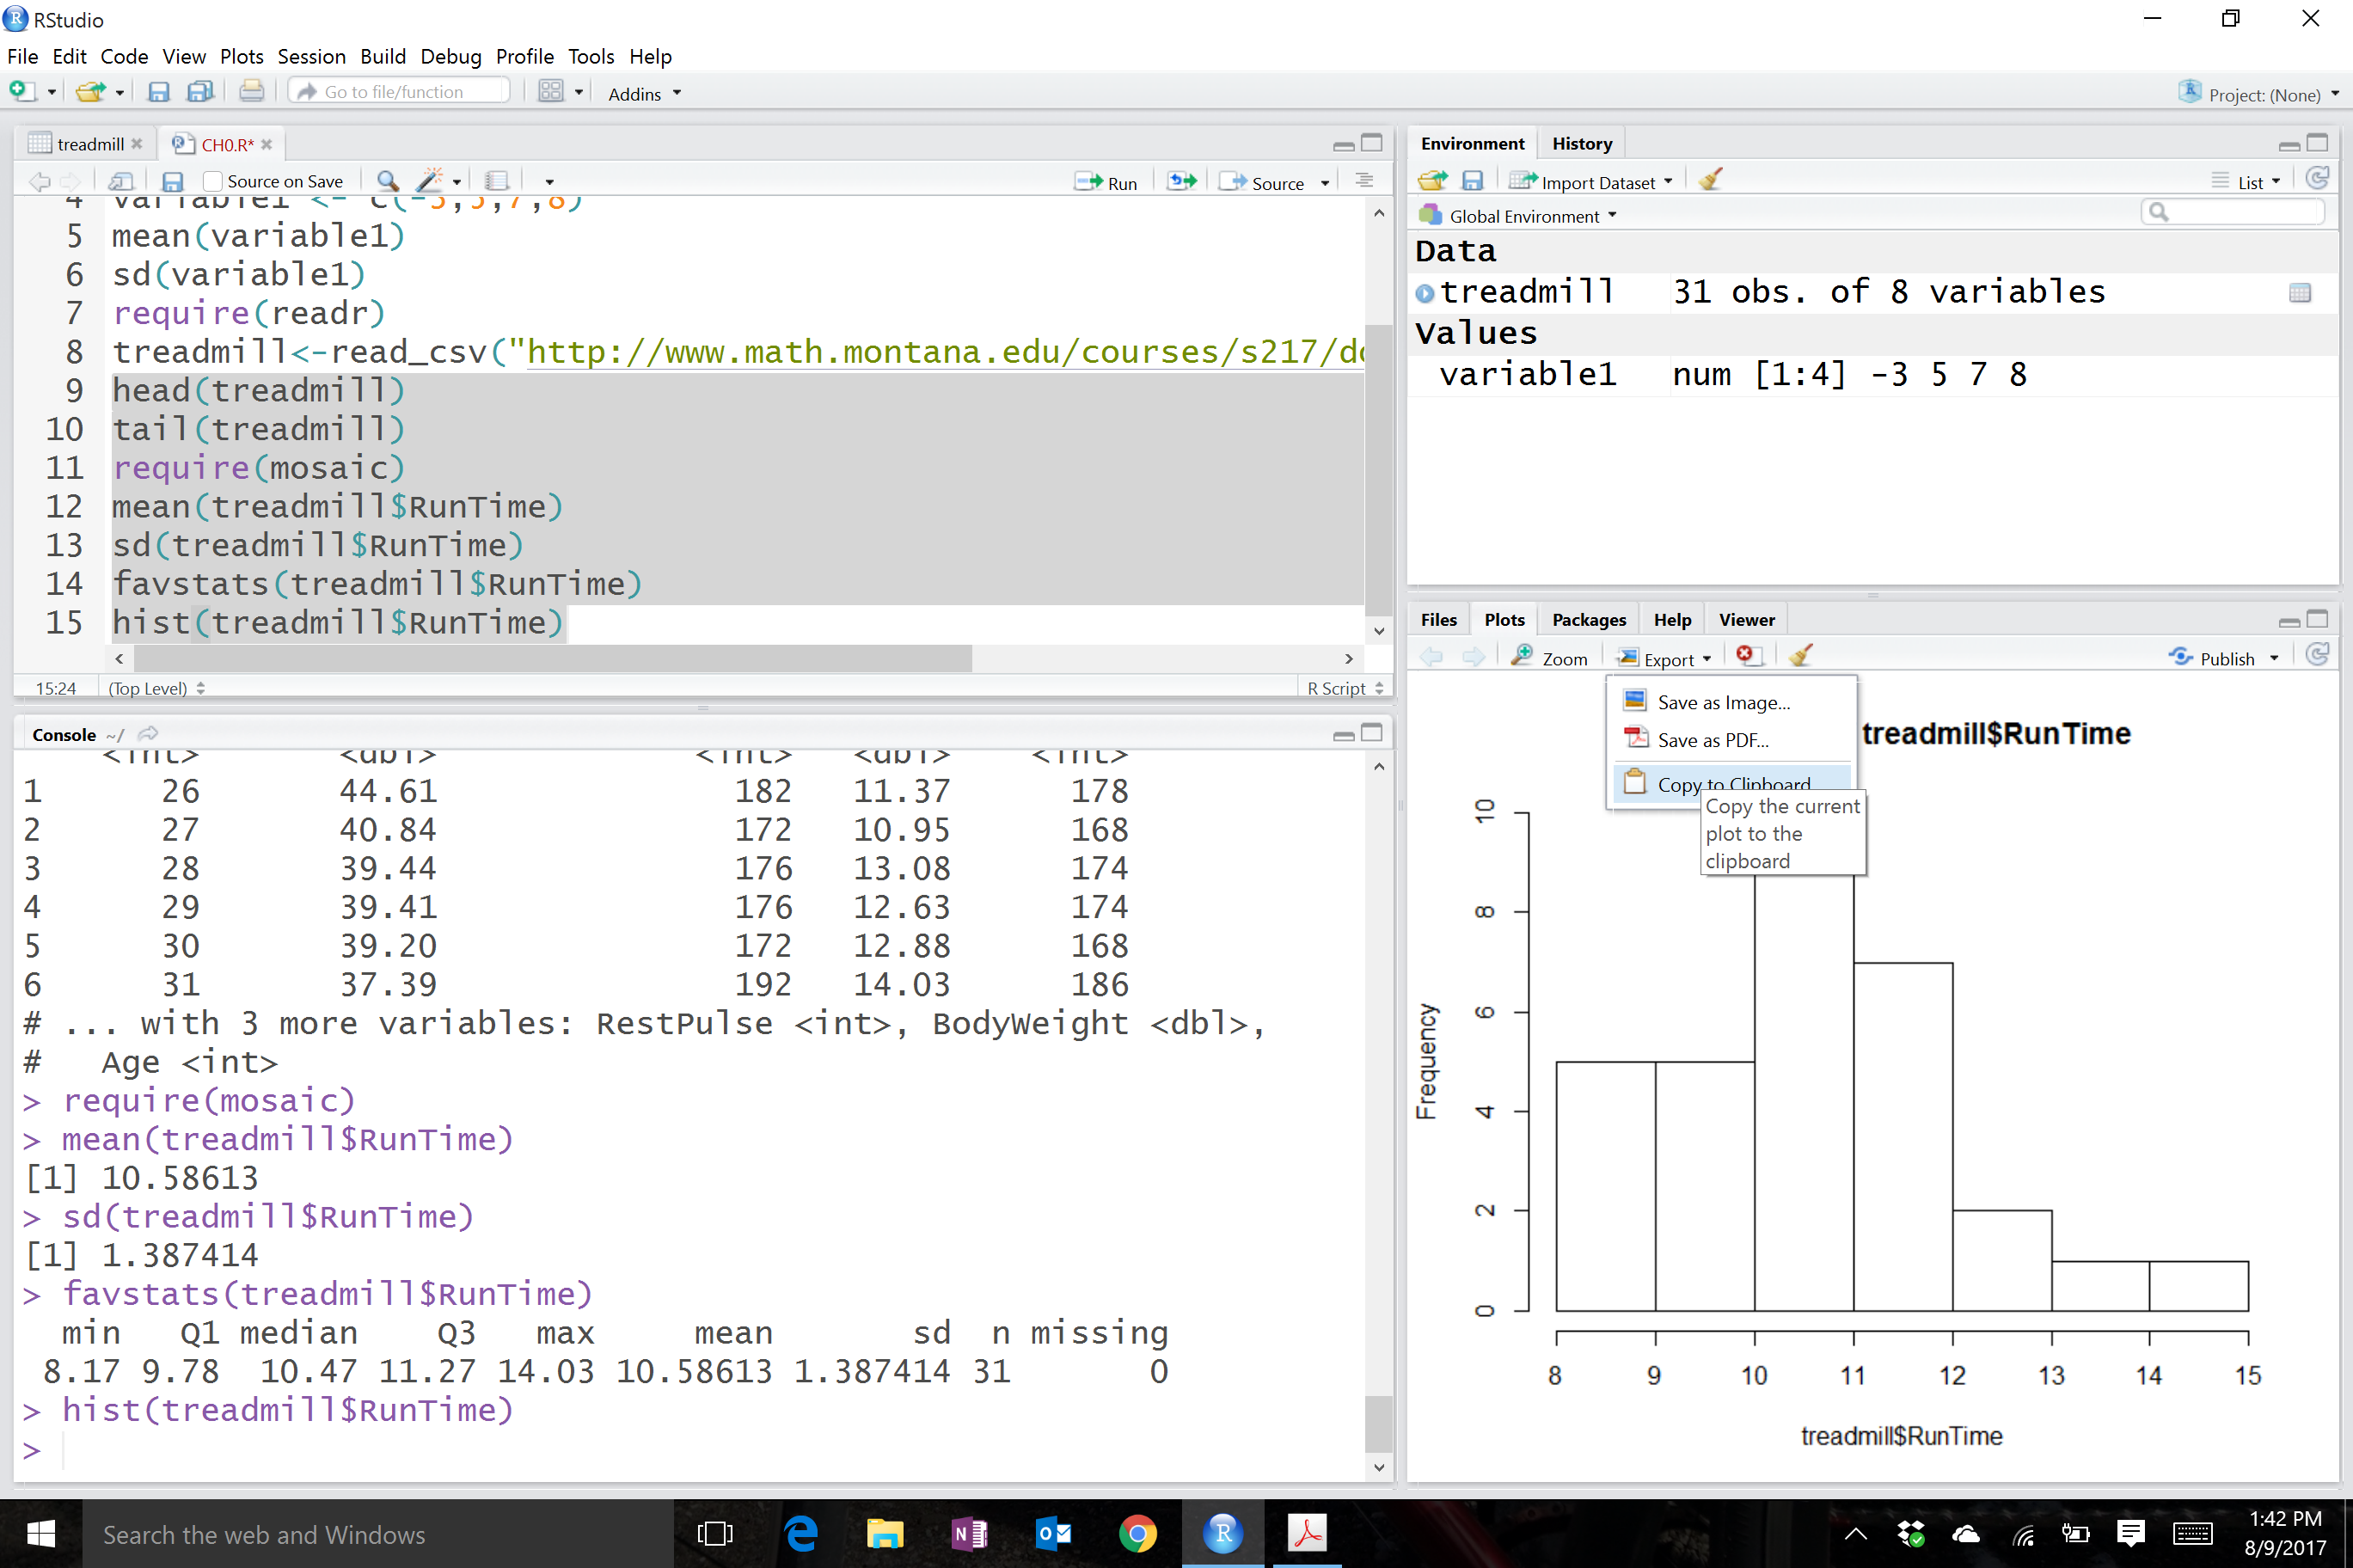 RStudio
File Edit Code View Plots Session Build Debug Profile Tools Help
Go to file/function
Addins
Project: (None)
treadmill
CH0.R*
Source on Save
Run
Source
4 variable1 <- c(-3,5,7,8)
5 mean(variable1)
6 sd(variable1)
7 require(readr)
8 treadmill<-read_csv("http://www.math.montana.edu/courses/s217/do
9 head(treadmill)
10 tail(treadmill)
11 require(mosaic)
12 mean(treadmill$RunTime)
13 sd(treadmill$RunTime)
14 favstats(treadmill$RunTime)
15 hist(treadmill$RunTime)
15:24 (Top Level) R Script
Console ~/
<int> <dbl> <int> <dbl> <int>
1 26 44.61 182 11.37 178
2 27 40.84 172 10.95 168
3 28 39.44 176 13.08 174
4 29 39.41 176 12.63 174
5 30 39.20 172 12.88 168
6 31 37.39 192 14.03 186
# ... with 3 more variables: RestPulse <int>, BodyWeight <dbl>,
# Age <int>
> require(mosaic)
> mean(treadmill$RunTime)
[1] 10.58613
> sd(treadmill$RunTime)
[1] 1.387414
> favstats(treadmill$RunTime)
min Q1 median Q3 max mean sd n missing
8.17 9.78 10.47 11.27 14.03 10.58613 1.387414 31 0
> hist(treadmill$RunTime)
>
Environment History
Import Dataset
List
Global Environment
Data
treadmill 31 obs. of 8 variables
Values
variable1 num [1:4] -3 5 7 8
Files Plots Packages Help Viewer
Zoom Export Publish
Save as Image...
Save as PDF...
Copy to Clipboard
Copy the current
plot to the
clipboard
treadmill$RunTime
Frequency
10
8
6
4
2
0
8 9 10 11 12 13 14 15
treadmill$RunTime
Search the web and Windows
1:42 PM
8/9/2017